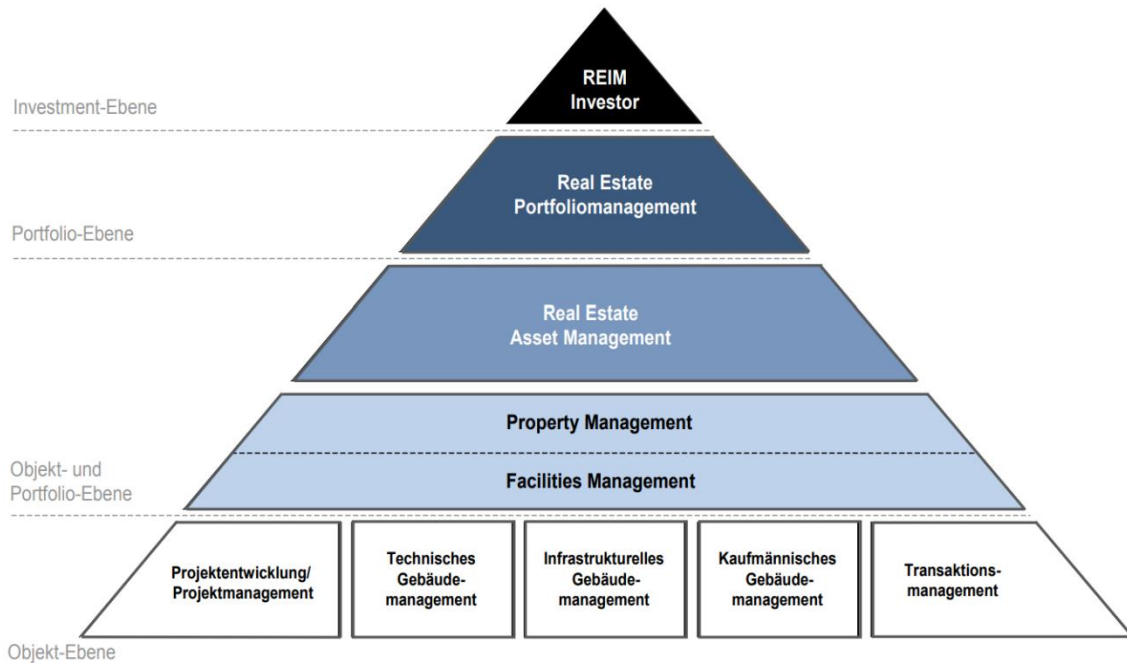 REIM
Investor
Investment-Ebene
Real Estate
Portfoliomanagement
Portfolio-Ebene
Real Estate
Asset Management
Property Management
Objekt- und
Portfolio-Ebene
Facilities Management
Projektentwicklung/
Projektmanagement
Technisches
Gebäude-
management
Infrastrukturelles
Gebäude-
management
Kaufmännisches
Gebäude-
management
Transaktions-
management
Objekt-Ebene